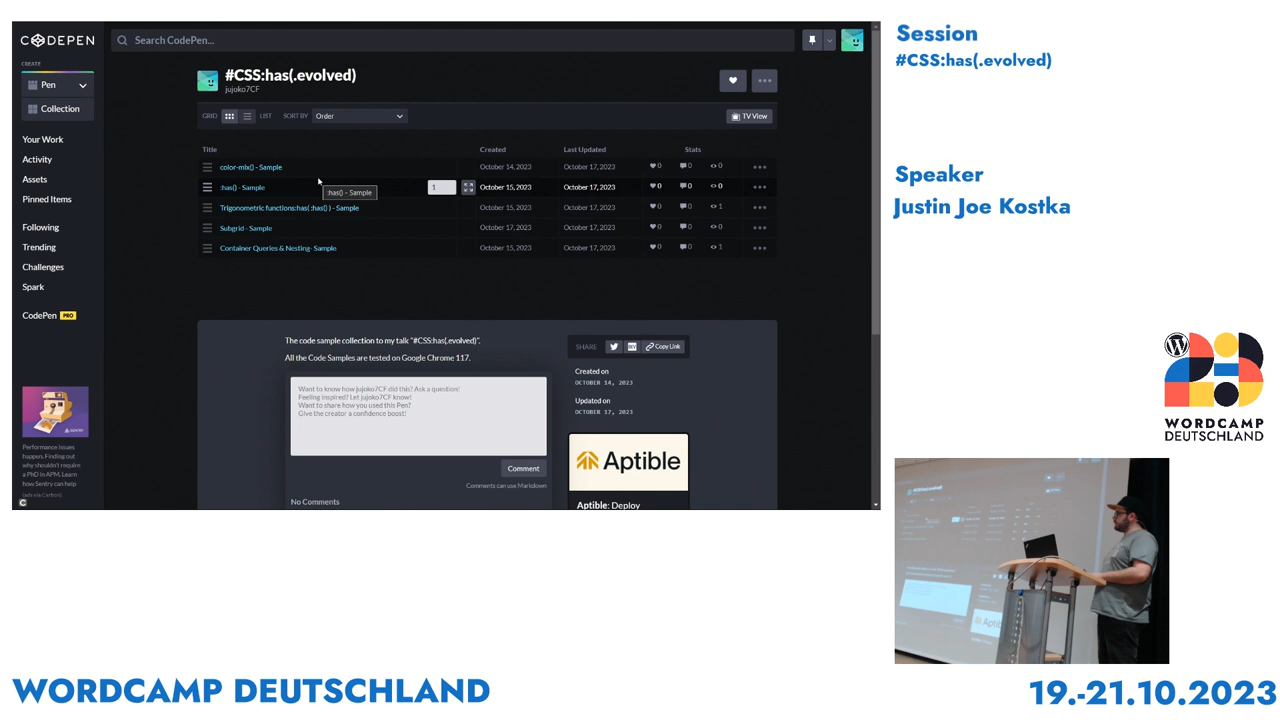 CODEPEN
Search CodePen...
CREATE
Pen
Collection
Your Work
Activity
Assets
Pinned Items
Following
Trending
Challenges
Spark
CodePen PRO
Performance issues
happen. Finding out
why shouldn't require
a PhD in APM. Learn
how Sentry can help
(ads via Carbon)
#CSS:has(.evolved)
jujoko7CF
GRID
LIST
SORT BY
Order
TV View
Title
Created
Last Updated
Stats
color-mix() - Sample
October 14, 2023
October 17, 2023
0
0
0
:has() - Sample
1
October 15, 2023
October 17, 2023
0
0
0
:has() - Sample
Trigonometric functions:has( :has() ) - Sample
October 15, 2023
October 17, 2023
0
0
1
Subgrid - Sample
October 17, 2023
October 17, 2023
0
0
0
Container Queries & Nesting- Sample
October 15, 2023
October 17, 2023
0
0
1
The code sample collection to my talk "#CSS:has(.evolved)".
All the Code Samples are tested on Google Chrome 117.
Want to know how jujoko7CF did this? Ask a question!
Feeling inspired? Let jujoko7CF know!
Want to share how you used this Pen?
Give the creator a confidence boost!
Comment
Comments can use Markdown
No Comments
SHARE
DEV
Copy Link
Created on
OCTOBER 14, 2023
Updated on
OCTOBER 17, 2023
Aptible
Aptible: Deploy
Session
#CSS:has(.evolved)
Speaker
Justin Joe Kostka
WORDCAMP
DEUTSCHLAND
WORDCAMP DEUTSCHLAND
19.-21.10.2023